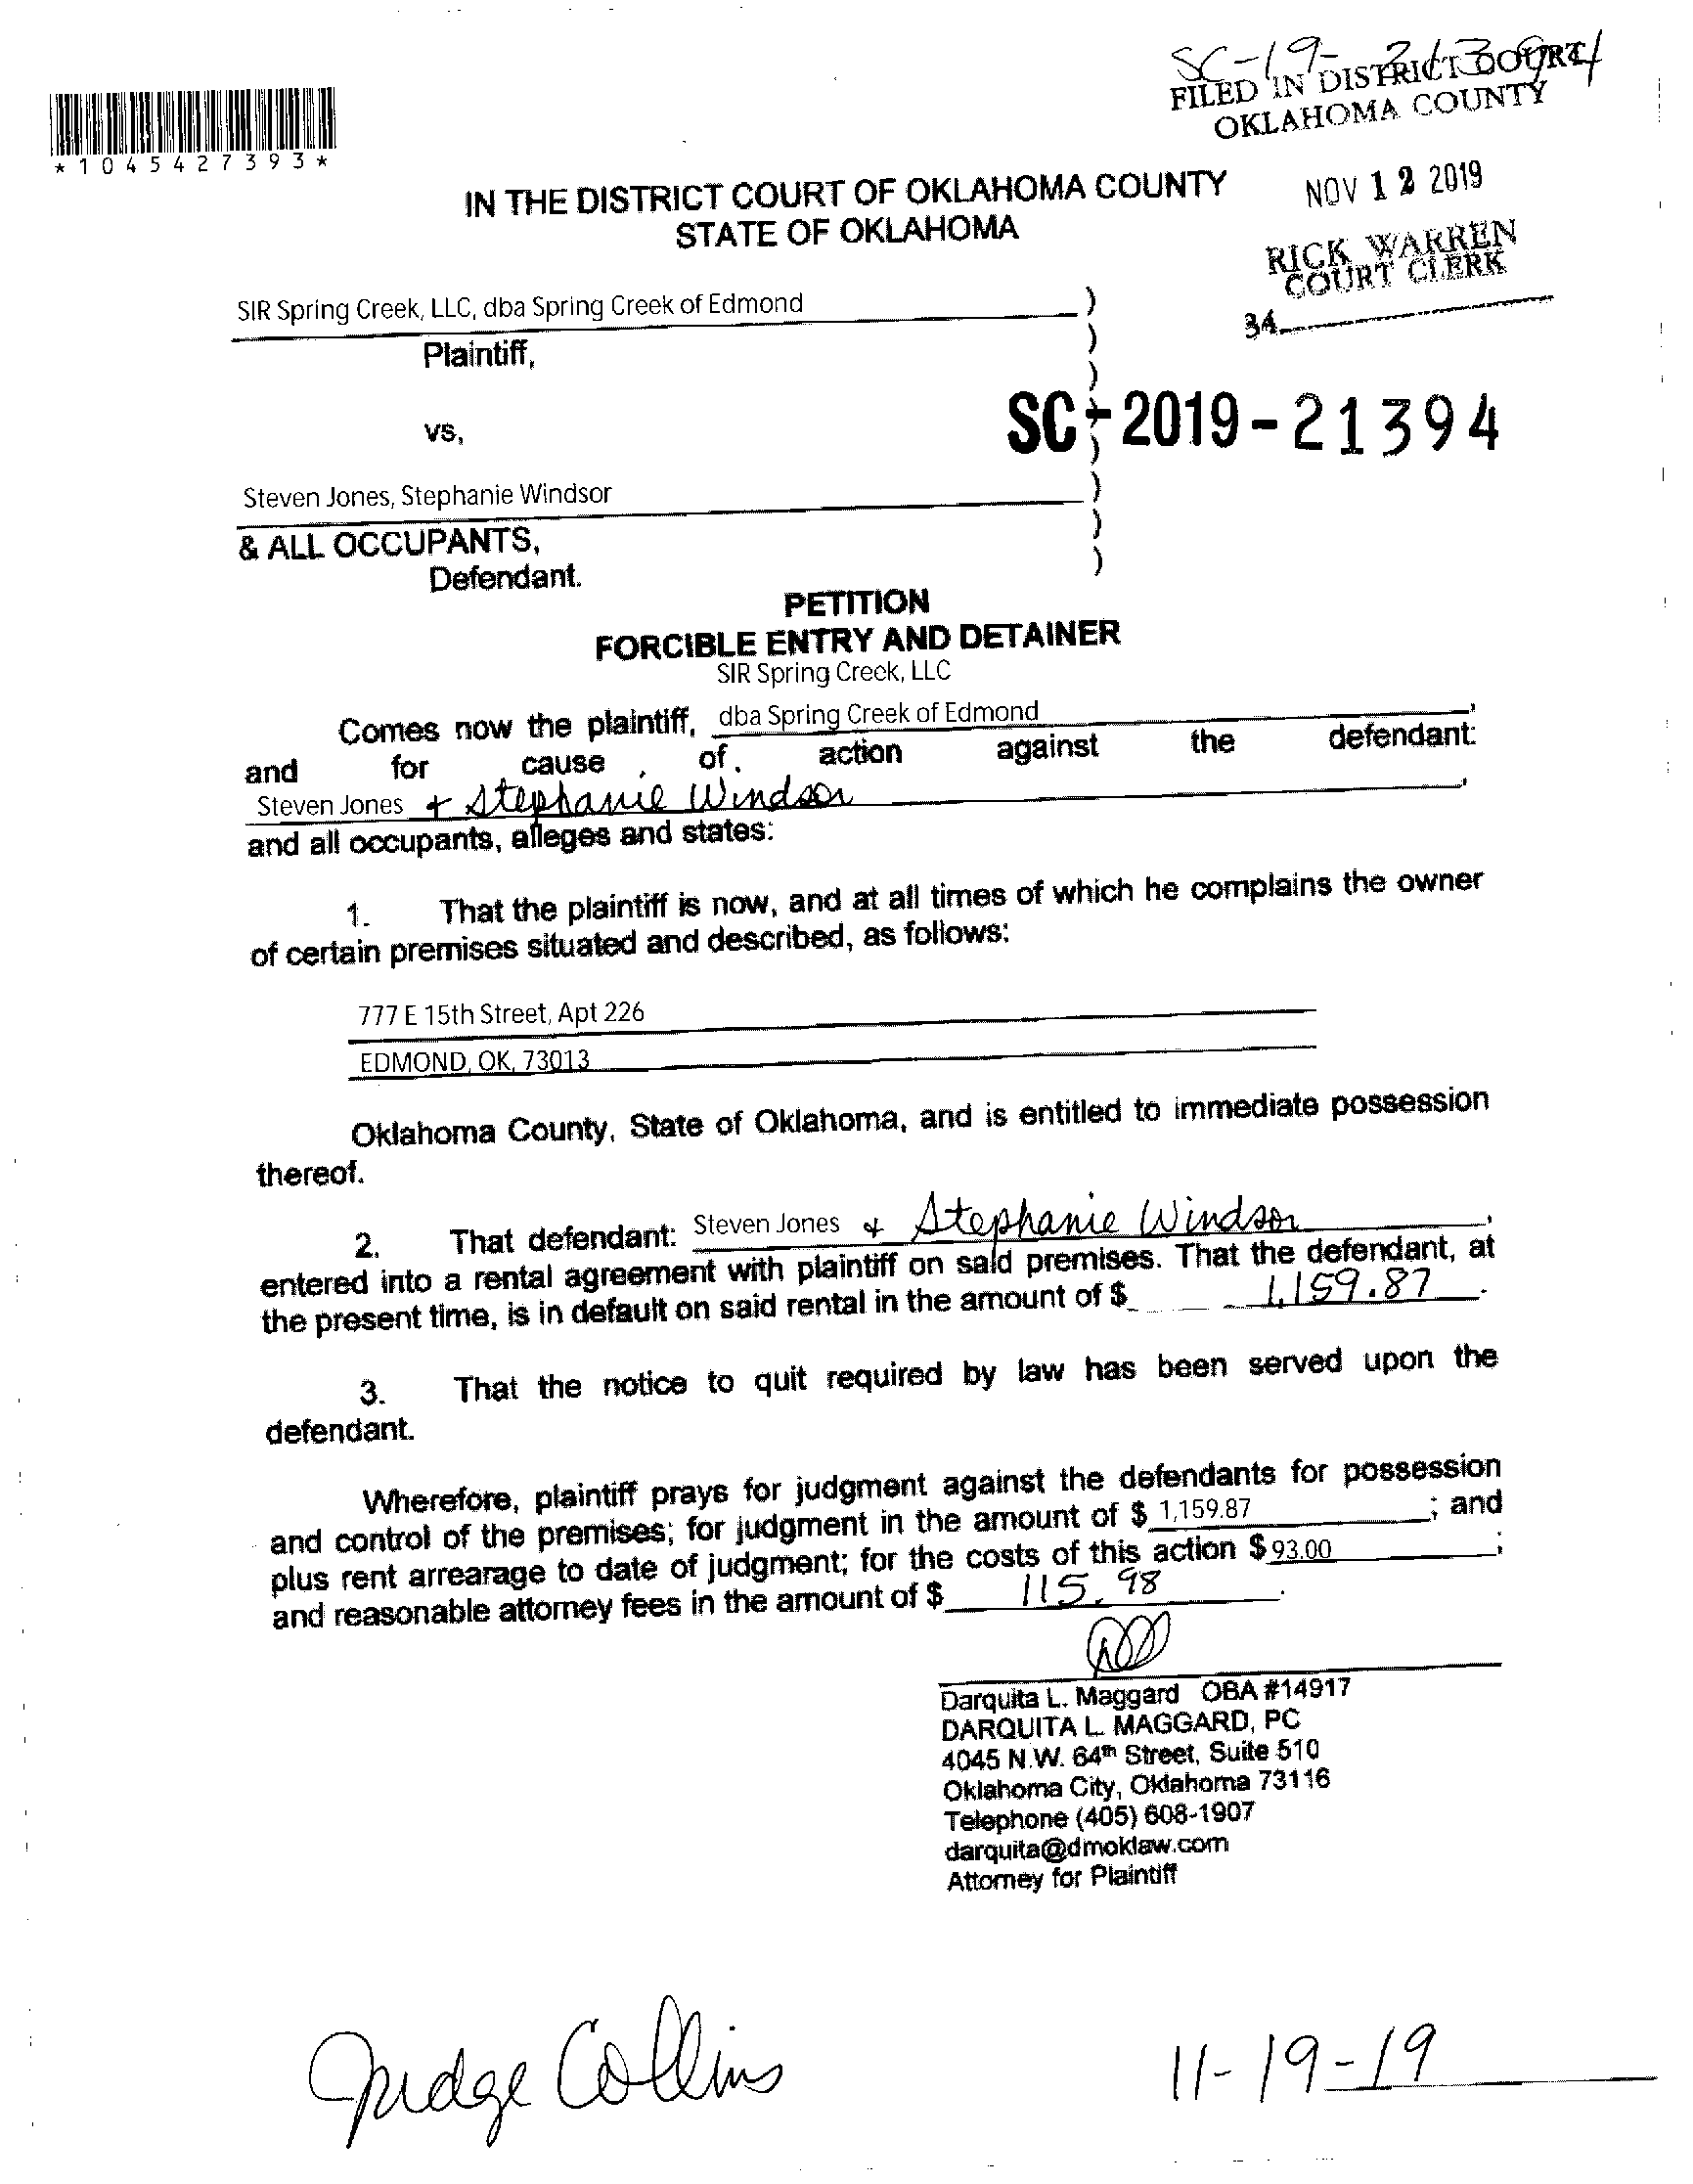 SC-19-21394
FILED IN DISTRICT COURT
OKLAHOMA COUNTY
*1045427393*
NOV 12 2019
IN THE DISTRICT COURT OF OKLAHOMA COUNTY
STATE OF OKLAHOMA
RICK WARREN
COURT CLERK
34
SIR Spring Creek, LLC, dba Spring Creek of Edmond )
Plaintiff, )
)
vs, SC-2019-21394
)
Steven Jones, Stephanie Windsor )
& ALL OCCUPANTS, )
Defendant. )
PETITION
FORCIBLE ENTRY AND DETAINER
SIR Spring Creek, LLC
Comes now the plaintiff, dba Spring Creek of Edmond,
and for cause of action against the defendant:
Steven Jones + Stephanie Windsor,
and all occupants, alleges and states:
1. That the plaintiff is now, and at all times of which he complains the owner
of certain premises situated and described, as follows:
777 E 15th Street, Apt 226
EDMOND, OK, 73013
Oklahoma County, State of Oklahoma, and is entitled to immediate possession
thereof.
2. That defendant: Steven Jones + Stephanie Windsor,
entered into a rental agreement with plaintiff on said premises. That the defendant, at
the present time, is in default on said rental in the amount of $ 1,159.87.
3. That the notice to quit required by law has been served upon the
defendant.
Wherefore, plaintiff prays for judgment against the defendants for possession
and control of the premises; for judgment in the amount of $ 1,159.87; and
plus rent arrearage to date of judgment; for the costs of this action $ 93.00;
and reasonable attorney fees in the amount of $ 115.98.
Darquita L. Maggard OBA #14917
DARQUITA L. MAGGARD, PC
4045 N.W. 64th Street, Suite 510
Oklahoma City, Oklahoma 73116
Telephone (405) 608-1907
darquita@dmoklaw.com
Attorney for Plaintiff
Judge Collins 11-19-19